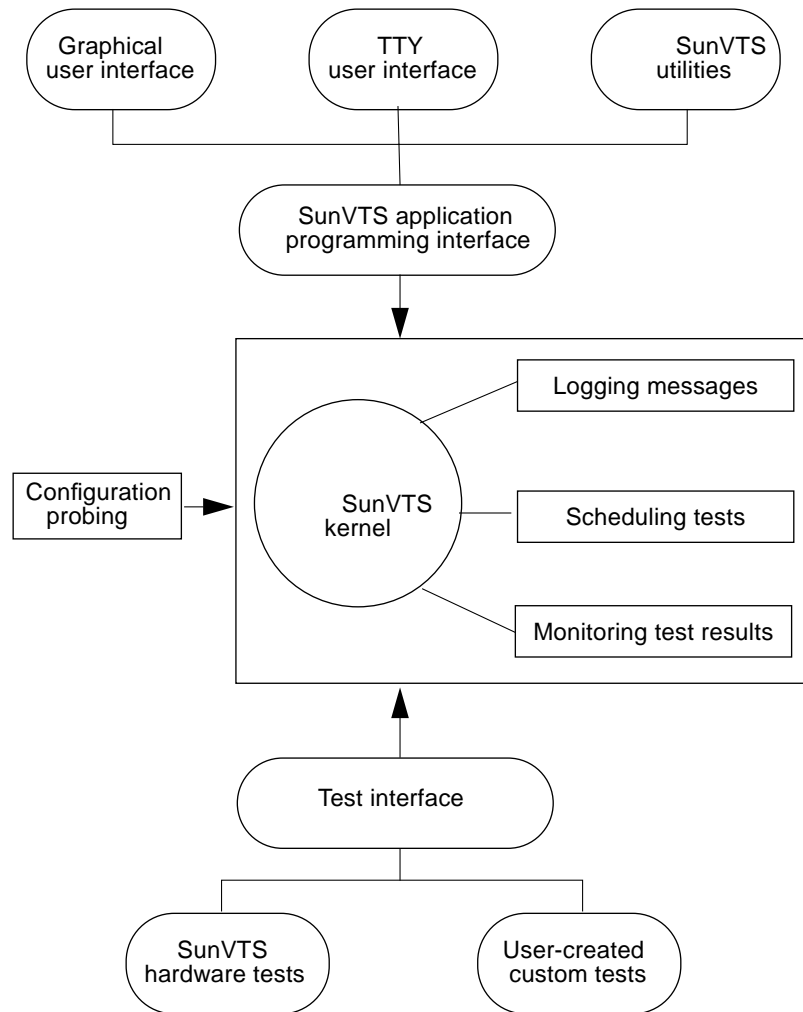 Graphical
user interface
TTY
user interface
SunVTS
utilities
SunVTS application
programming interface
Logging messages
Configuration
probing
SunVTS
kernel
Scheduling tests
Monitoring test results
Test interface
SunVTS
hardware tests
User-created
custom tests